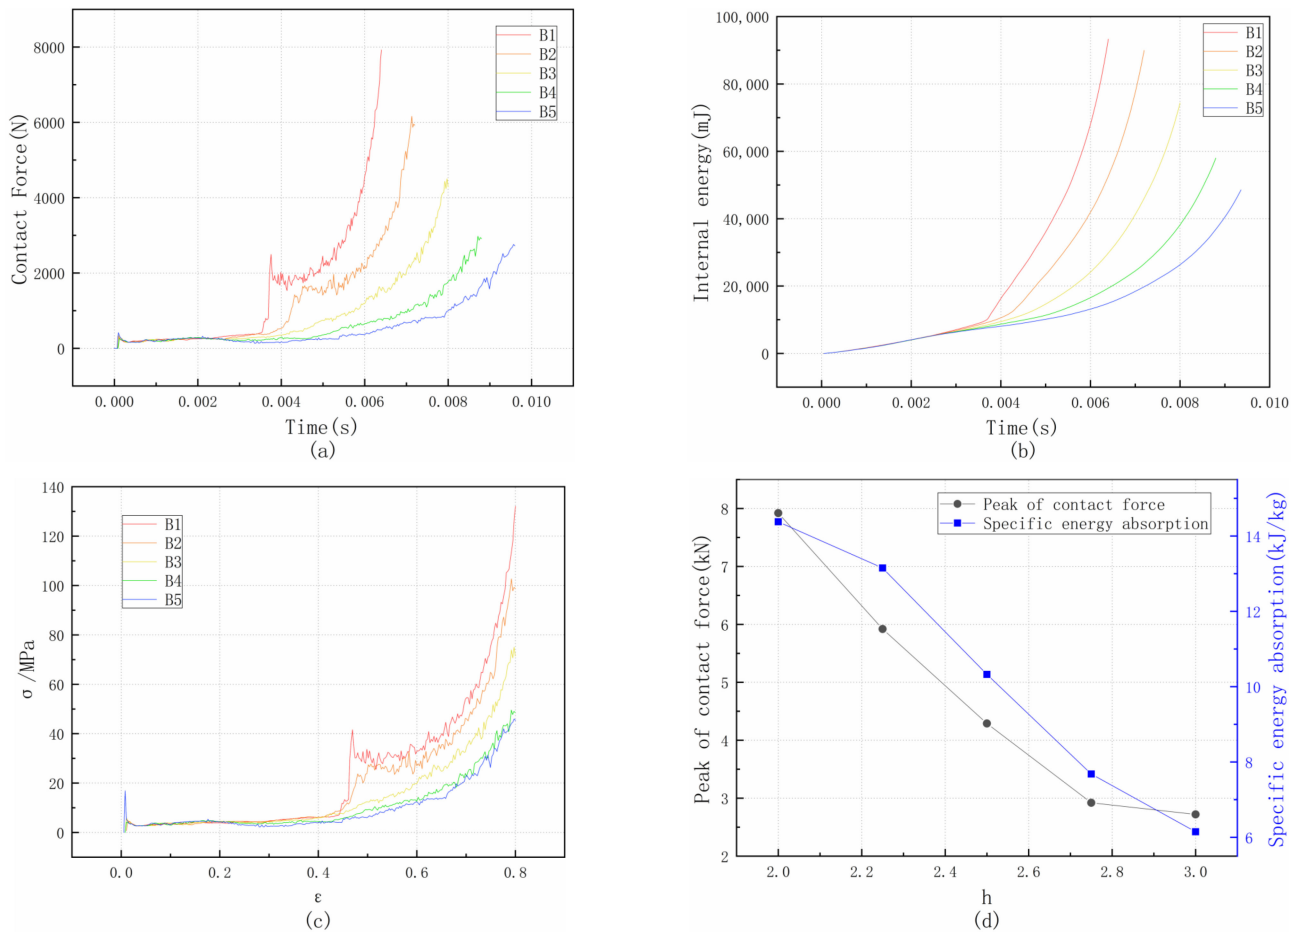 Contact Force(N)
8000
6000
4000
2000
0
B1
B2
B3
B4
B5
0.000 0.002 0.004 0.006 0.008 0.010
Time(s)
(a)
Internal energy(mJ)
100,000
80,000
60,000
40,000
20,000
0
B1
B2
B3
B4
B5
0.000 0.002 0.004 0.006 0.008 0.010
Time(s)
(b)
σ /MPa
140
120
100
80
60
40
20
0
B1
B2
B3
B4
B5
0.0 0.2 0.4 0.6 0.8
ε
(c)
Peak of contact force(kN)
8
7
6
5
4
3
2
Peak of contact force
Specific energy absorption
14
12
10
8
6
Specific energy absorption(kJ/kg)
2.0 2.2 2.4 2.6 2.8 3.0
h
(d)